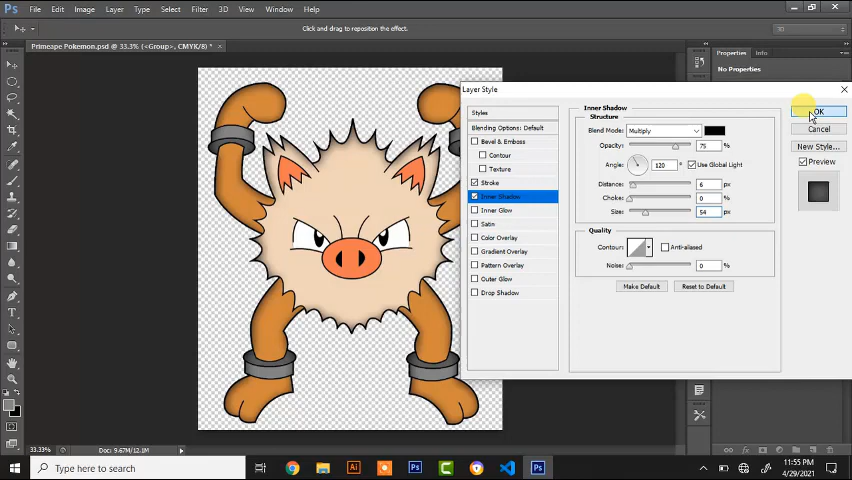 Ps File Edit Image Layer Type Select Filter 3D View Window Help
Click and drag to reposition the effect.
3D
Primeape Pokemon.psd @ 33.3% (<Group>, CMYK/8) * ×
Properties Info
No Properties
Layer Style
Styles
Blending Options: Default
Bevel & Emboss
Contour
Texture
Stroke
Inner Shadow
Inner Glow
Satin
Color Overlay
Gradient Overlay
Pattern Overlay
Outer Glow
Drop Shadow
Inner Shadow
Structure
Blend Mode: Multiply
Opacity: 75 %
Angle: 120 ° Use Global Light
Distance: 6 px
Choke: 0 %
Size: 54 px
Quality
Contour: Anti-aliased
Noise: 0 %
Make Default Reset to Default
OK
Cancel
New Style...
Preview
33.33% Doc: 9.67M/12.1M
Type here to search
Ai Ps Ps
11:55 PM
4/29/2021